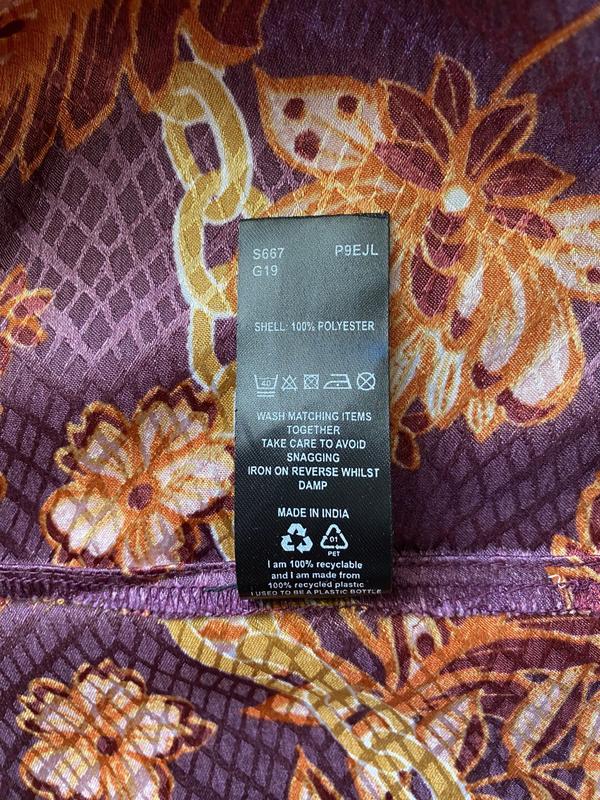 S667 P9EJL
G19
SHELL: 100% POLYESTER
40
WASH MATCHING ITEMS
TOGETHER
TAKE CARE TO AVOID
SNAGGING
IRON ON REVERSE WHILST
DAMP
MADE IN INDIA
01
PET
I am 100% recyclable
and I am made from
100% recycled plastic
I USED TO BE A PLASTIC BOTTLE